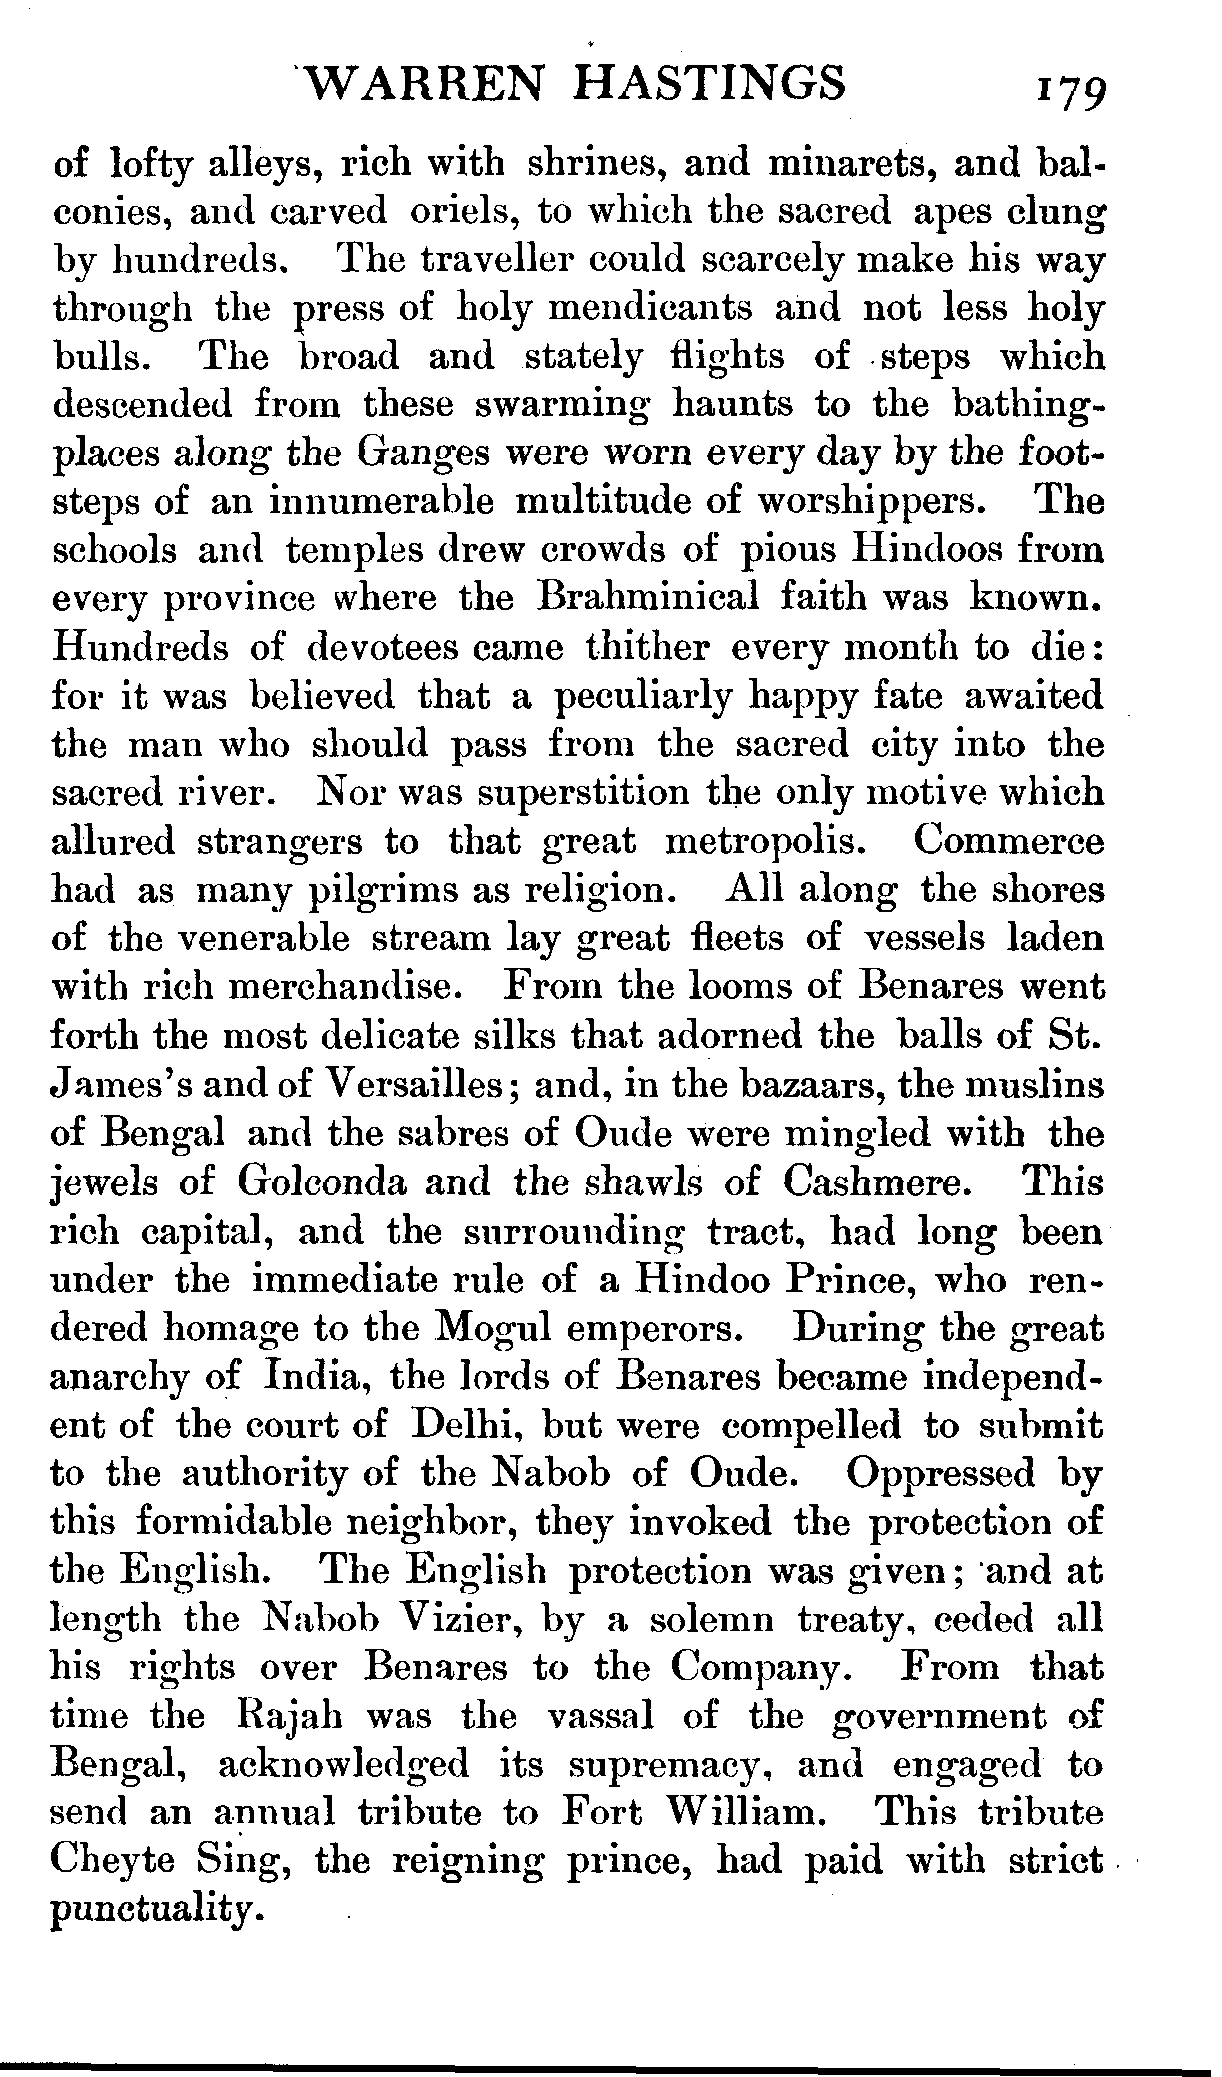 WARREN HASTINGS 179
of lofty alleys, rich with shrines, and minarets, and bal-
conies, and carved oriels, to which the sacred apes clung
by hundreds. The traveller could scarcely make his way
through the press of holy mendicants and not less holy
bulls. The broad and stately flights of steps which
descended from these swarming haunts to the bathing-
places along the Ganges were worn every day by the foot-
steps of an innumerable multitude of worshippers. The
schools and temples drew crowds of pious Hindoos from
every province where the Brahminical faith was known.
Hundreds of devotees came thither every month to die:
for it was believed that a peculiarly happy fate awaited
the man who should pass from the sacred city into the
sacred river. Nor was superstition the only motive which
allured strangers to that great metropolis. Commerce
had as many pilgrims as religion. All along the shores
of the venerable stream lay great fleets of vessels laden
with rich merchandise. From the looms of Benares went
forth the most delicate silks that adorned the balls of St.
James's and of Versailles; and, in the bazaars, the muslins
of Bengal and the sabres of Oude were mingled with the
jewels of Golconda and the shawls of Cashmere. This
rich capital, and the surrounding tract, had long been
under the immediate rule of a Hindoo Prince, who ren-
dered homage to the Mogul emperors. During the great
anarchy of India, the lords of Benares became independ-
ent of the court of Delhi, but were compelled to submit
to the authority of the Nabob of Oude. Oppressed by
this formidable neighbor, they invoked the protection of
the English. The English protection was given; and at
length the Nabob Vizier, by a solemn treaty, ceded all
his rights over Benares to the Company. From that
time the Rajah was the vassal of the government of
Bengal, acknowledged its supremacy, and engaged to
send an annual tribute to Fort William. This tribute
Cheyte Sing, the reigning prince, had paid with strict
punctuality.